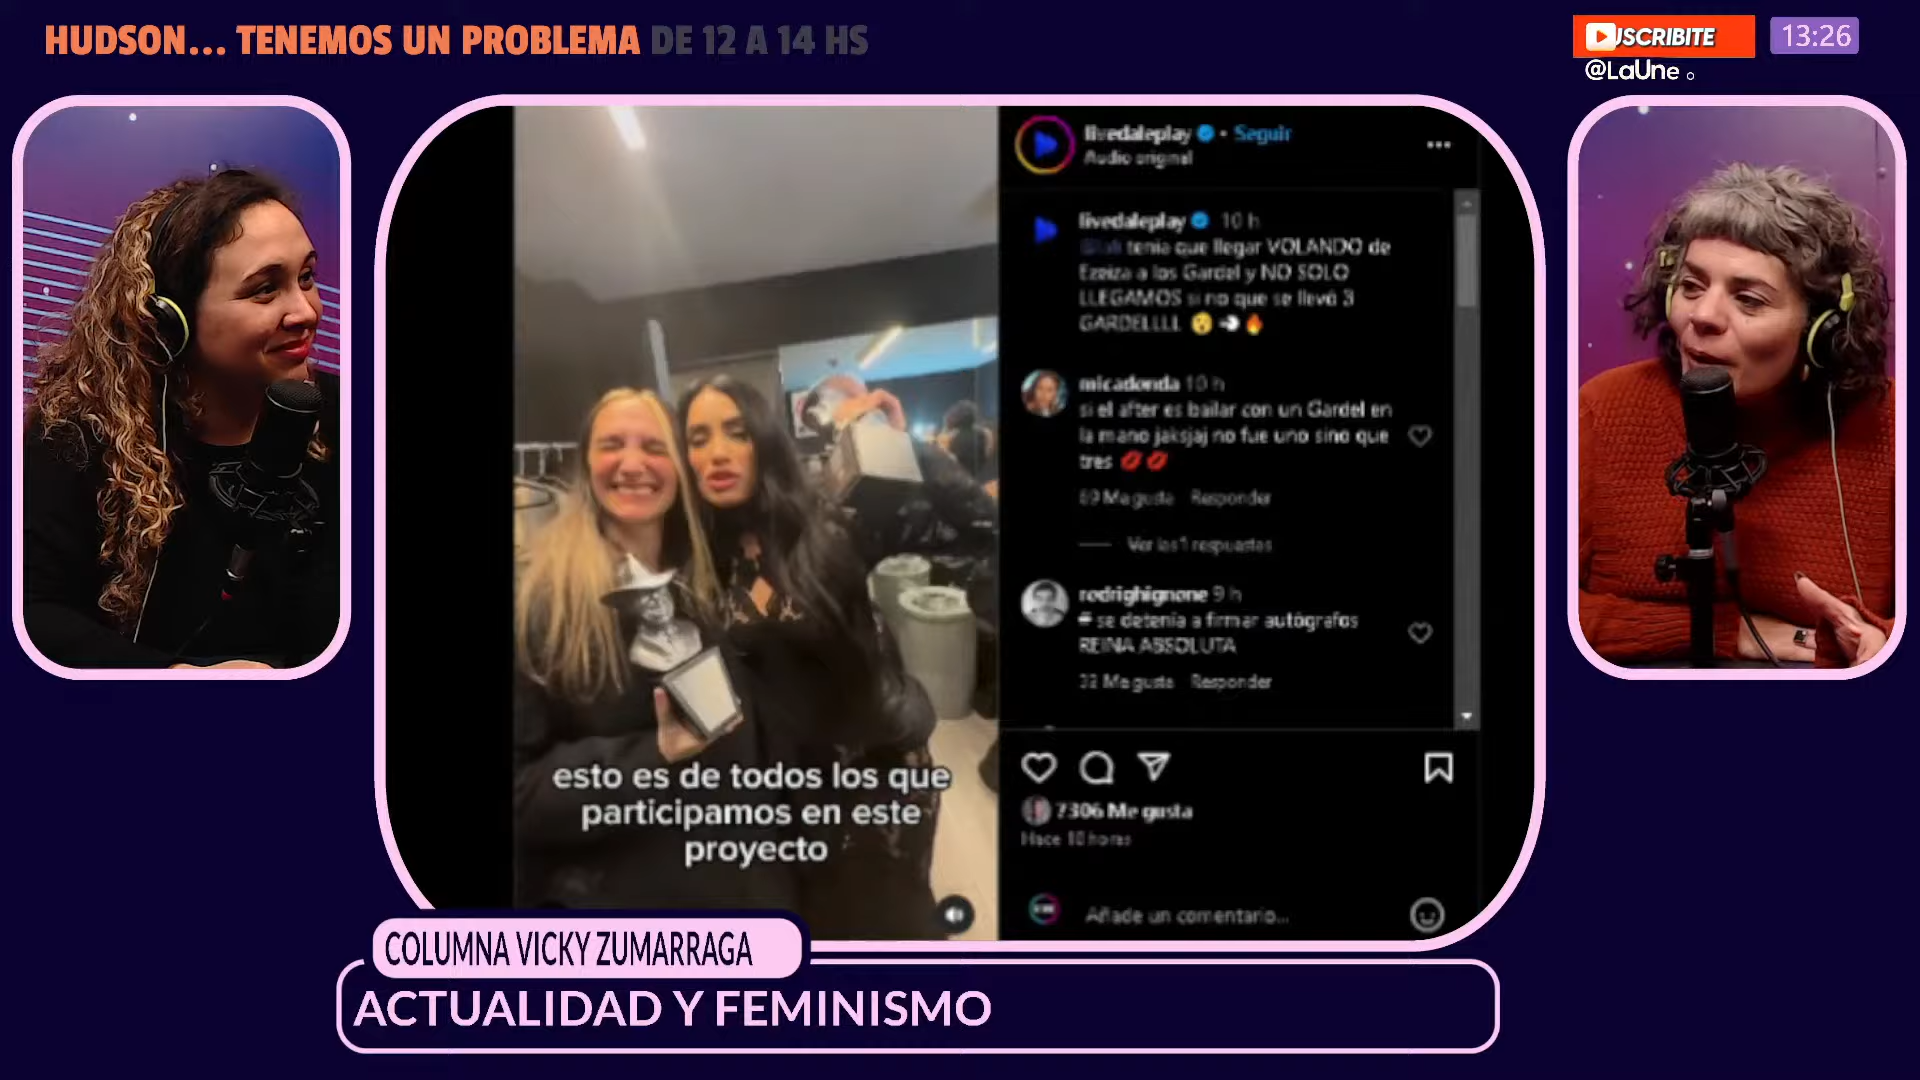 HUDSON... TENEMOS UN PROBLEMA DE 12 A 14 HS
USCRIBITE
13:26
@LaUne
livedaleplay • Seguir
Audio original
livedaleplay 10 h
tenia que llegar VOLANDO de
Ezeiza a los Gardel y NO SOLO
LLEGAMOS si no que se llevó 3
GARDELLLL
micadonda 10 h
si el after es bailar con un Gardel en
la mano jaksjaj no fue uno sino que
tres
69 Me gusta Responder
Ver las 1 respuestas
rodrighignone 9 h
se detenía a firmar autógrafos
REINA ABSOLUTA
32 Me gusta Responder
7306 Me gusta
Hace 10 horas
Añade un comentario...
esto es de todos los que
participamos en este
proyecto
COLUMNA VICKY ZUMARRAGA
ACTUALIDAD Y FEMINISMO